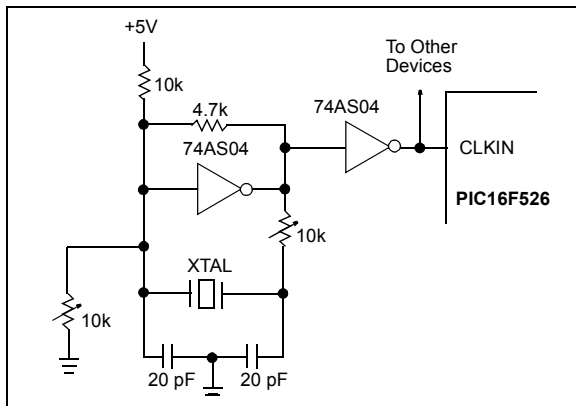 +5V
To Other
Devices
10k
4.7k
74AS04
74AS04
CLKIN
PIC16F526
10k
XTAL
10k
20 pF
20 pF